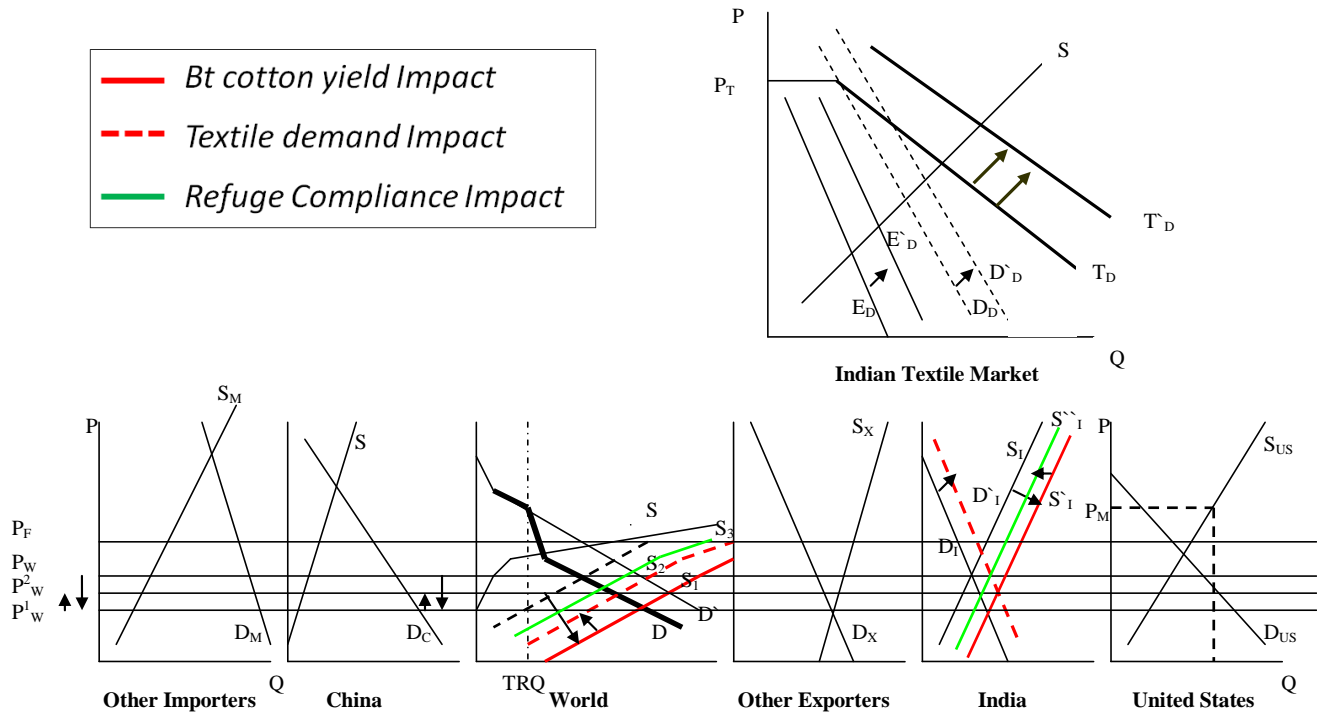 Bt cotton yield Impact
Textile demand Impact
Refuge Compliance Impact
P
S
P_T
E`_D
D`_D
E_D
D_D
T`_D
T_D
Q
Indian Textile Market
S_M
P
S
S
S_3
S_2
S_1
D
D`
S_X
S``_I
S_I
D`_I
S`_I
D_I
P
S_US
P_M
P_F
P_W
P^2_W
P^1_W
D_M
D_C
D_X
D_US
Q
TRQ
Q
Other Importers
China
World
Other Exporters
India
United States